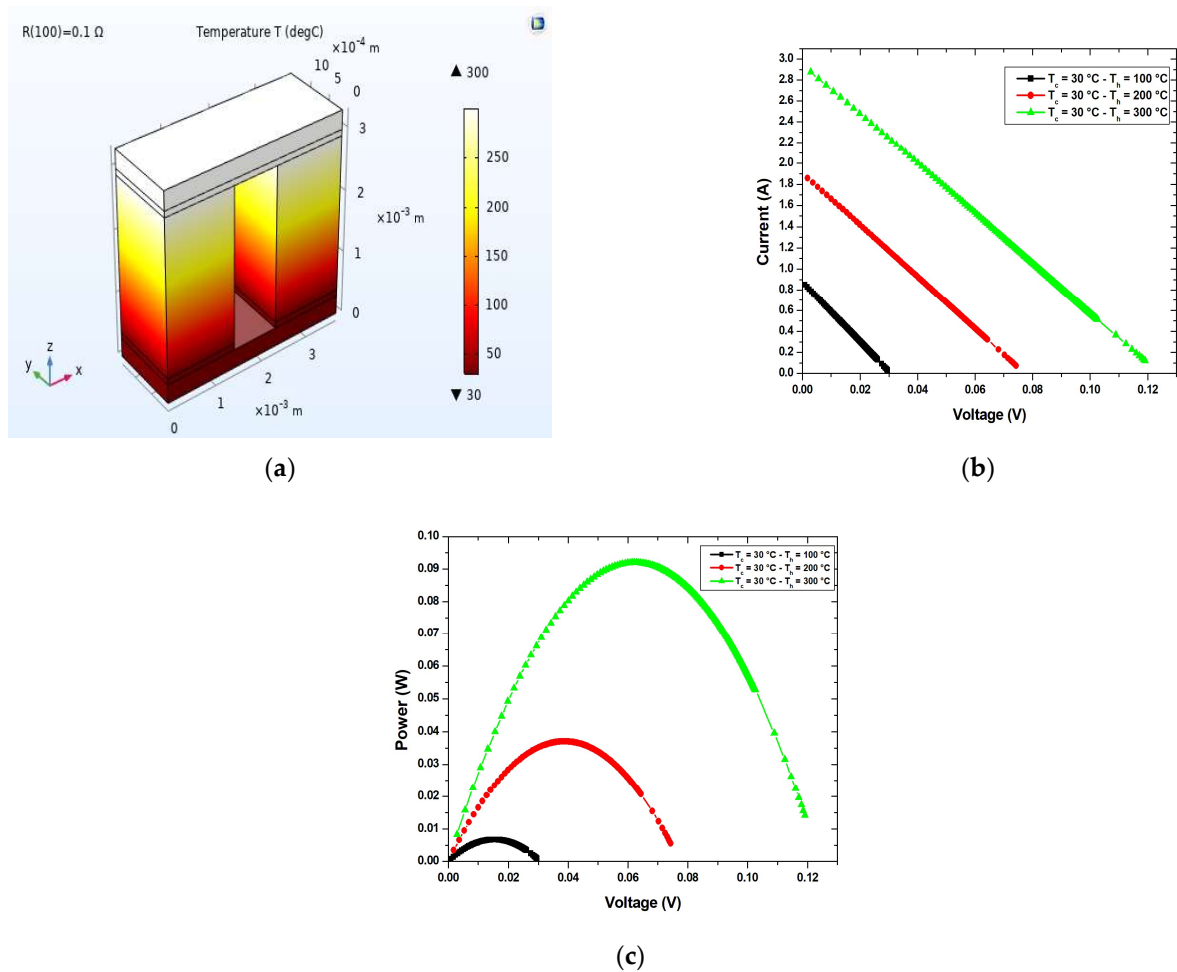 R(100)=0.1 Ω
Temperature T (degC)
×10⁻⁴ m
10
5
0
3
2
×10⁻³ m
1
0
3
2
1
×10⁻³ m
0
z
y
x
▲ 300
250
200
150
100
50
▼ 30
(a)
3.0
2.8
2.6
2.4
2.2
2.0
1.8
1.6
1.4
1.2
1.0
0.8
0.6
0.4
0.2
0.0
Current (A)
T_c = 30 °C - T_h = 100 °C
T_c = 30 °C - T_h = 200 °C
T_c = 30 °C - T_h = 300 °C
0.00 0.02 0.04 0.06 0.08 0.10 0.12
Voltage (V)
(b)
0.10
0.09
0.08
0.07
0.06
0.05
0.04
0.03
0.02
0.01
0.00
Power (W)
T_c = 30 °C - T_h = 100 °C
T_c = 30 °C - T_h = 200 °C
T_c = 30 °C - T_h = 300 °C
0.00 0.02 0.04 0.06 0.08 0.10 0.12
Voltage (V)
(c)